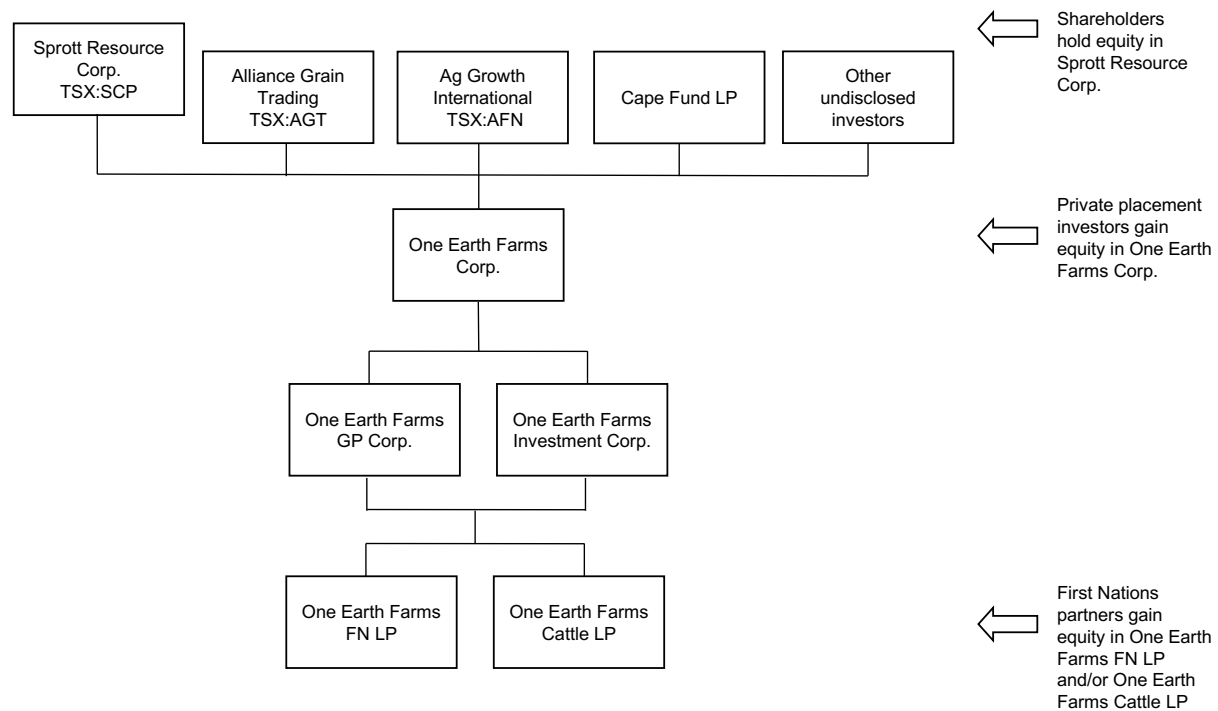 Sprott Resource
Corp.
TSX:SCP
Alliance Grain
Trading
TSX:AGT
Ag Growth
International
TSX:AFN
Cape Fund LP
Other
undisclosed
investors
Shareholders
hold equity in
Sprott Resource
Corp.
One Earth Farms
Corp.
Private placement
investors gain
equity in One Earth
Farms Corp.
One Earth Farms
GP Corp.
One Earth Farms
Investment Corp.
One Earth Farms
FN LP
One Earth Farms
Cattle LP
First Nations
partners gain
equity in One Earth
Farms FN LP
and/or One Earth
Farms Cattle LP